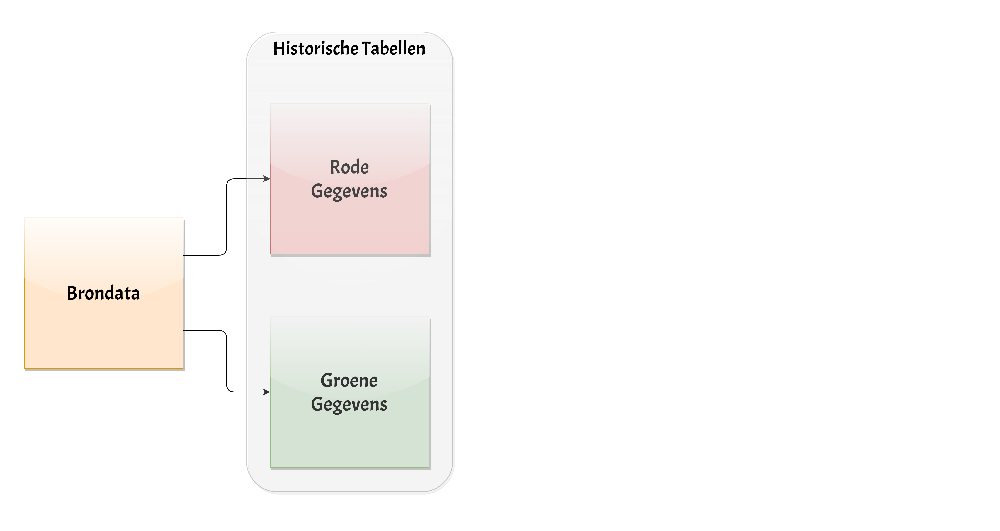 Historische Tabellen
Rode
Gegevens
Brondata
Groene
Gegevens